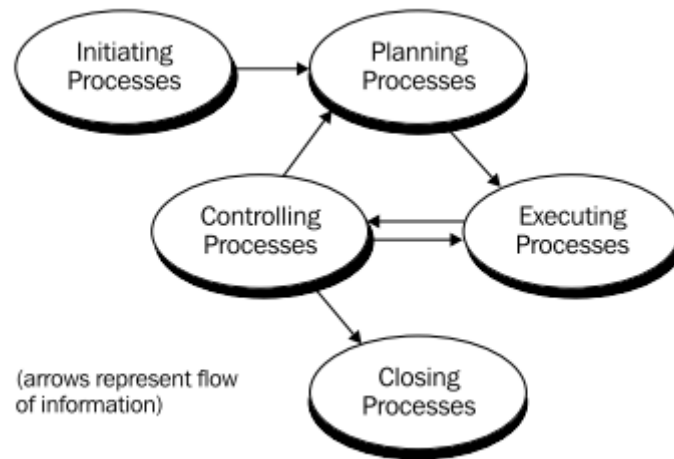 Initiating
Processes
Planning
Processes
Controlling
Processes
Executing
Processes
Closing
Processes
(arrows represent flow
of information)